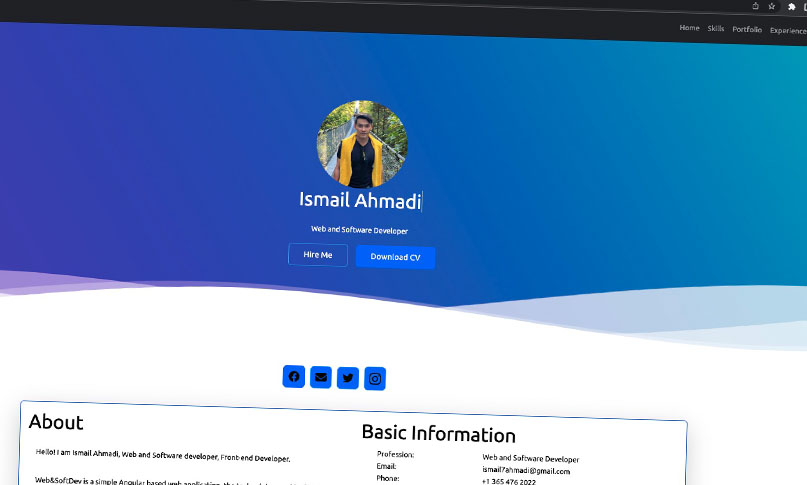 Home Skills Portfolio Experience
Ismail Ahmadi
Web and Software Developer
Hire Me Download CV
About
Hello! I am Ismail Ahmadi, Web and Software developer, Front-end Developer.
Web&SoftDev is a simple Angular based web application,
Basic Information
Profession: Web and Software Developer
Email: ismail7ahmadi@gmail.com
Phone: +1 365 476 2022